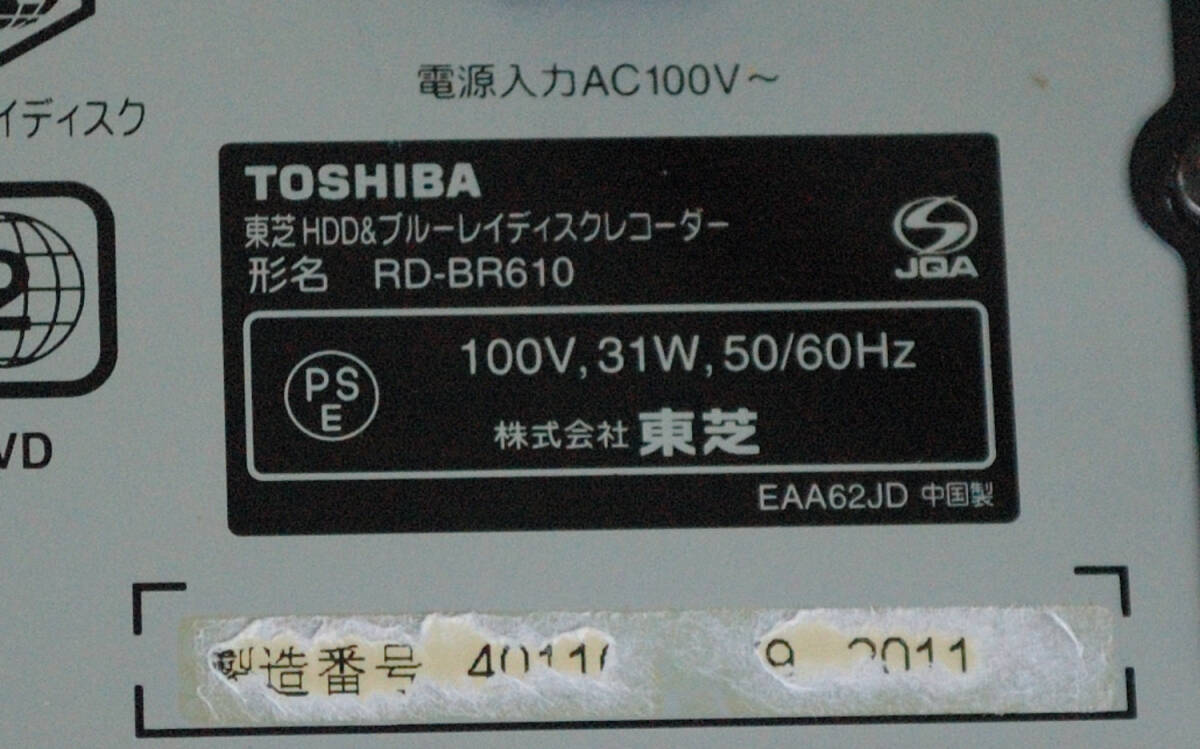 電源入力AC100V～
イディスク
TOSHIBA
東芝HDD&ブルーレイディスクレコーダー
形名 RD-BR610
JQA
2
PS
E
100V, 31W, 50/60Hz
株式会社 東芝
VD
EAA62JD 中国製
製造番号
2011